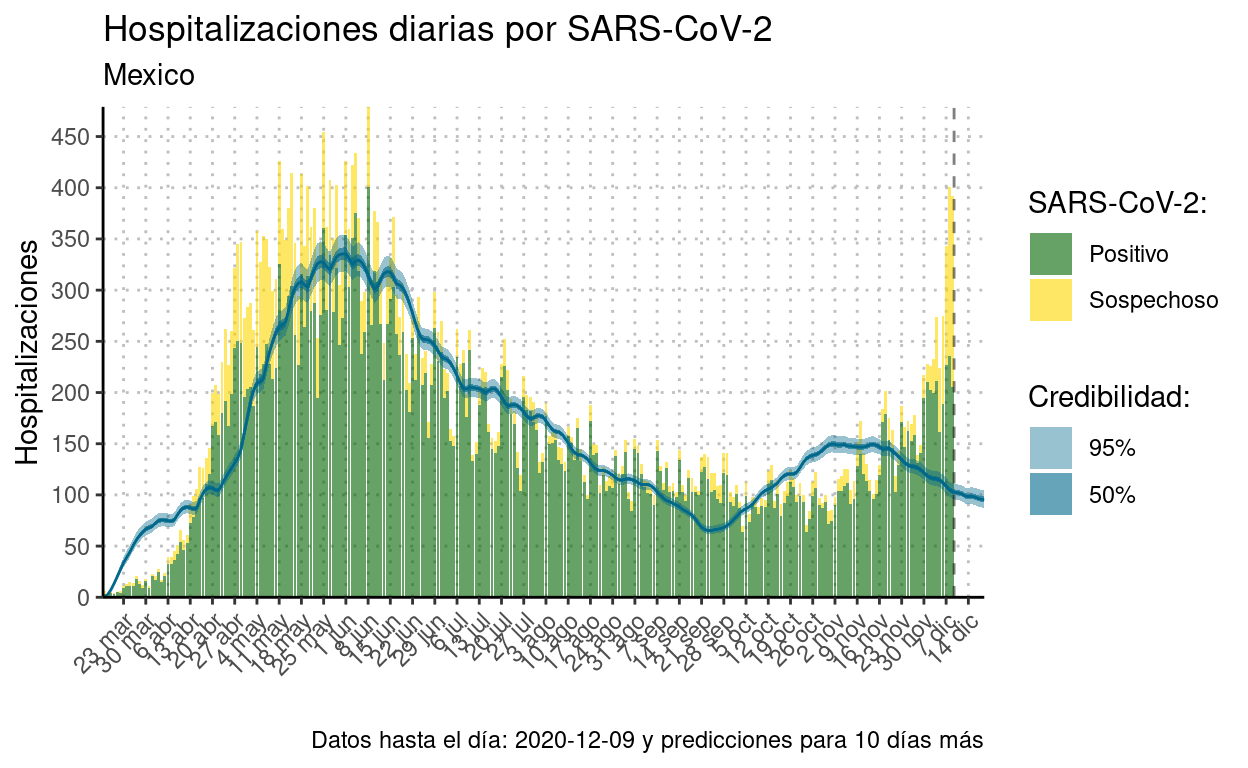 Hospitalizaciones diarias por SARS-CoV-2
Mexico
Hospitalizaciones
450
400
350
300
250
200
150
100
50
0
23 mar
30 mar
6 abr
13 abr
20 abr
27 abr
4 may
11 may
18 may
25 may
1 jun
8 jun
15 jun
22 jun
29 jun
6 jul
13 jul
20 jul
27 jul
3 ago
10 ago
17 ago
24 ago
31 ago
7 sep
14 sep
21 sep
28 sep
5 oct
12 oct
19 oct
26 oct
2 nov
9 nov
16 nov
23 nov
30 nov
7 dic
14 dic
SARS-CoV-2:
Positivo
Sospechoso
Credibilidad:
95%
50%
Datos hasta el día: 2020-12-09 y predicciones para 10 días más